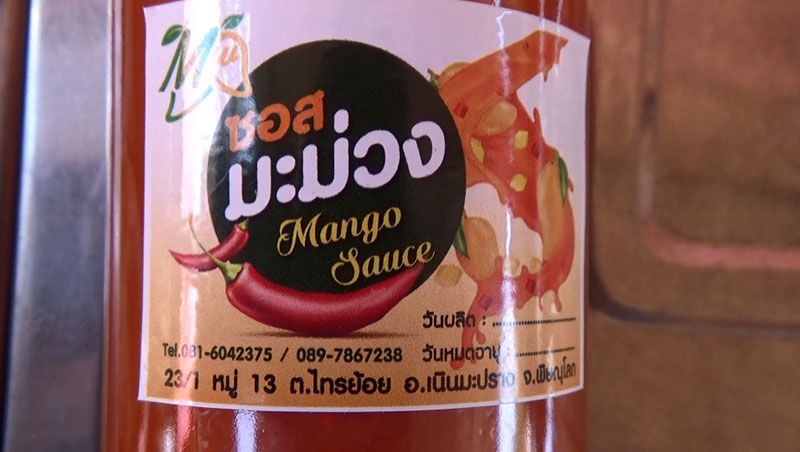 ซอส
มะม่วง
Mango
Sauce
วันผลิต : ........................
Tel.081-6042375 / 089-7867238 วันหมดอายุ : ..................
23/1 หมู่ 13 ต.ไทรย้อย อ.เนินมะปราง จ.พิษณุโลก